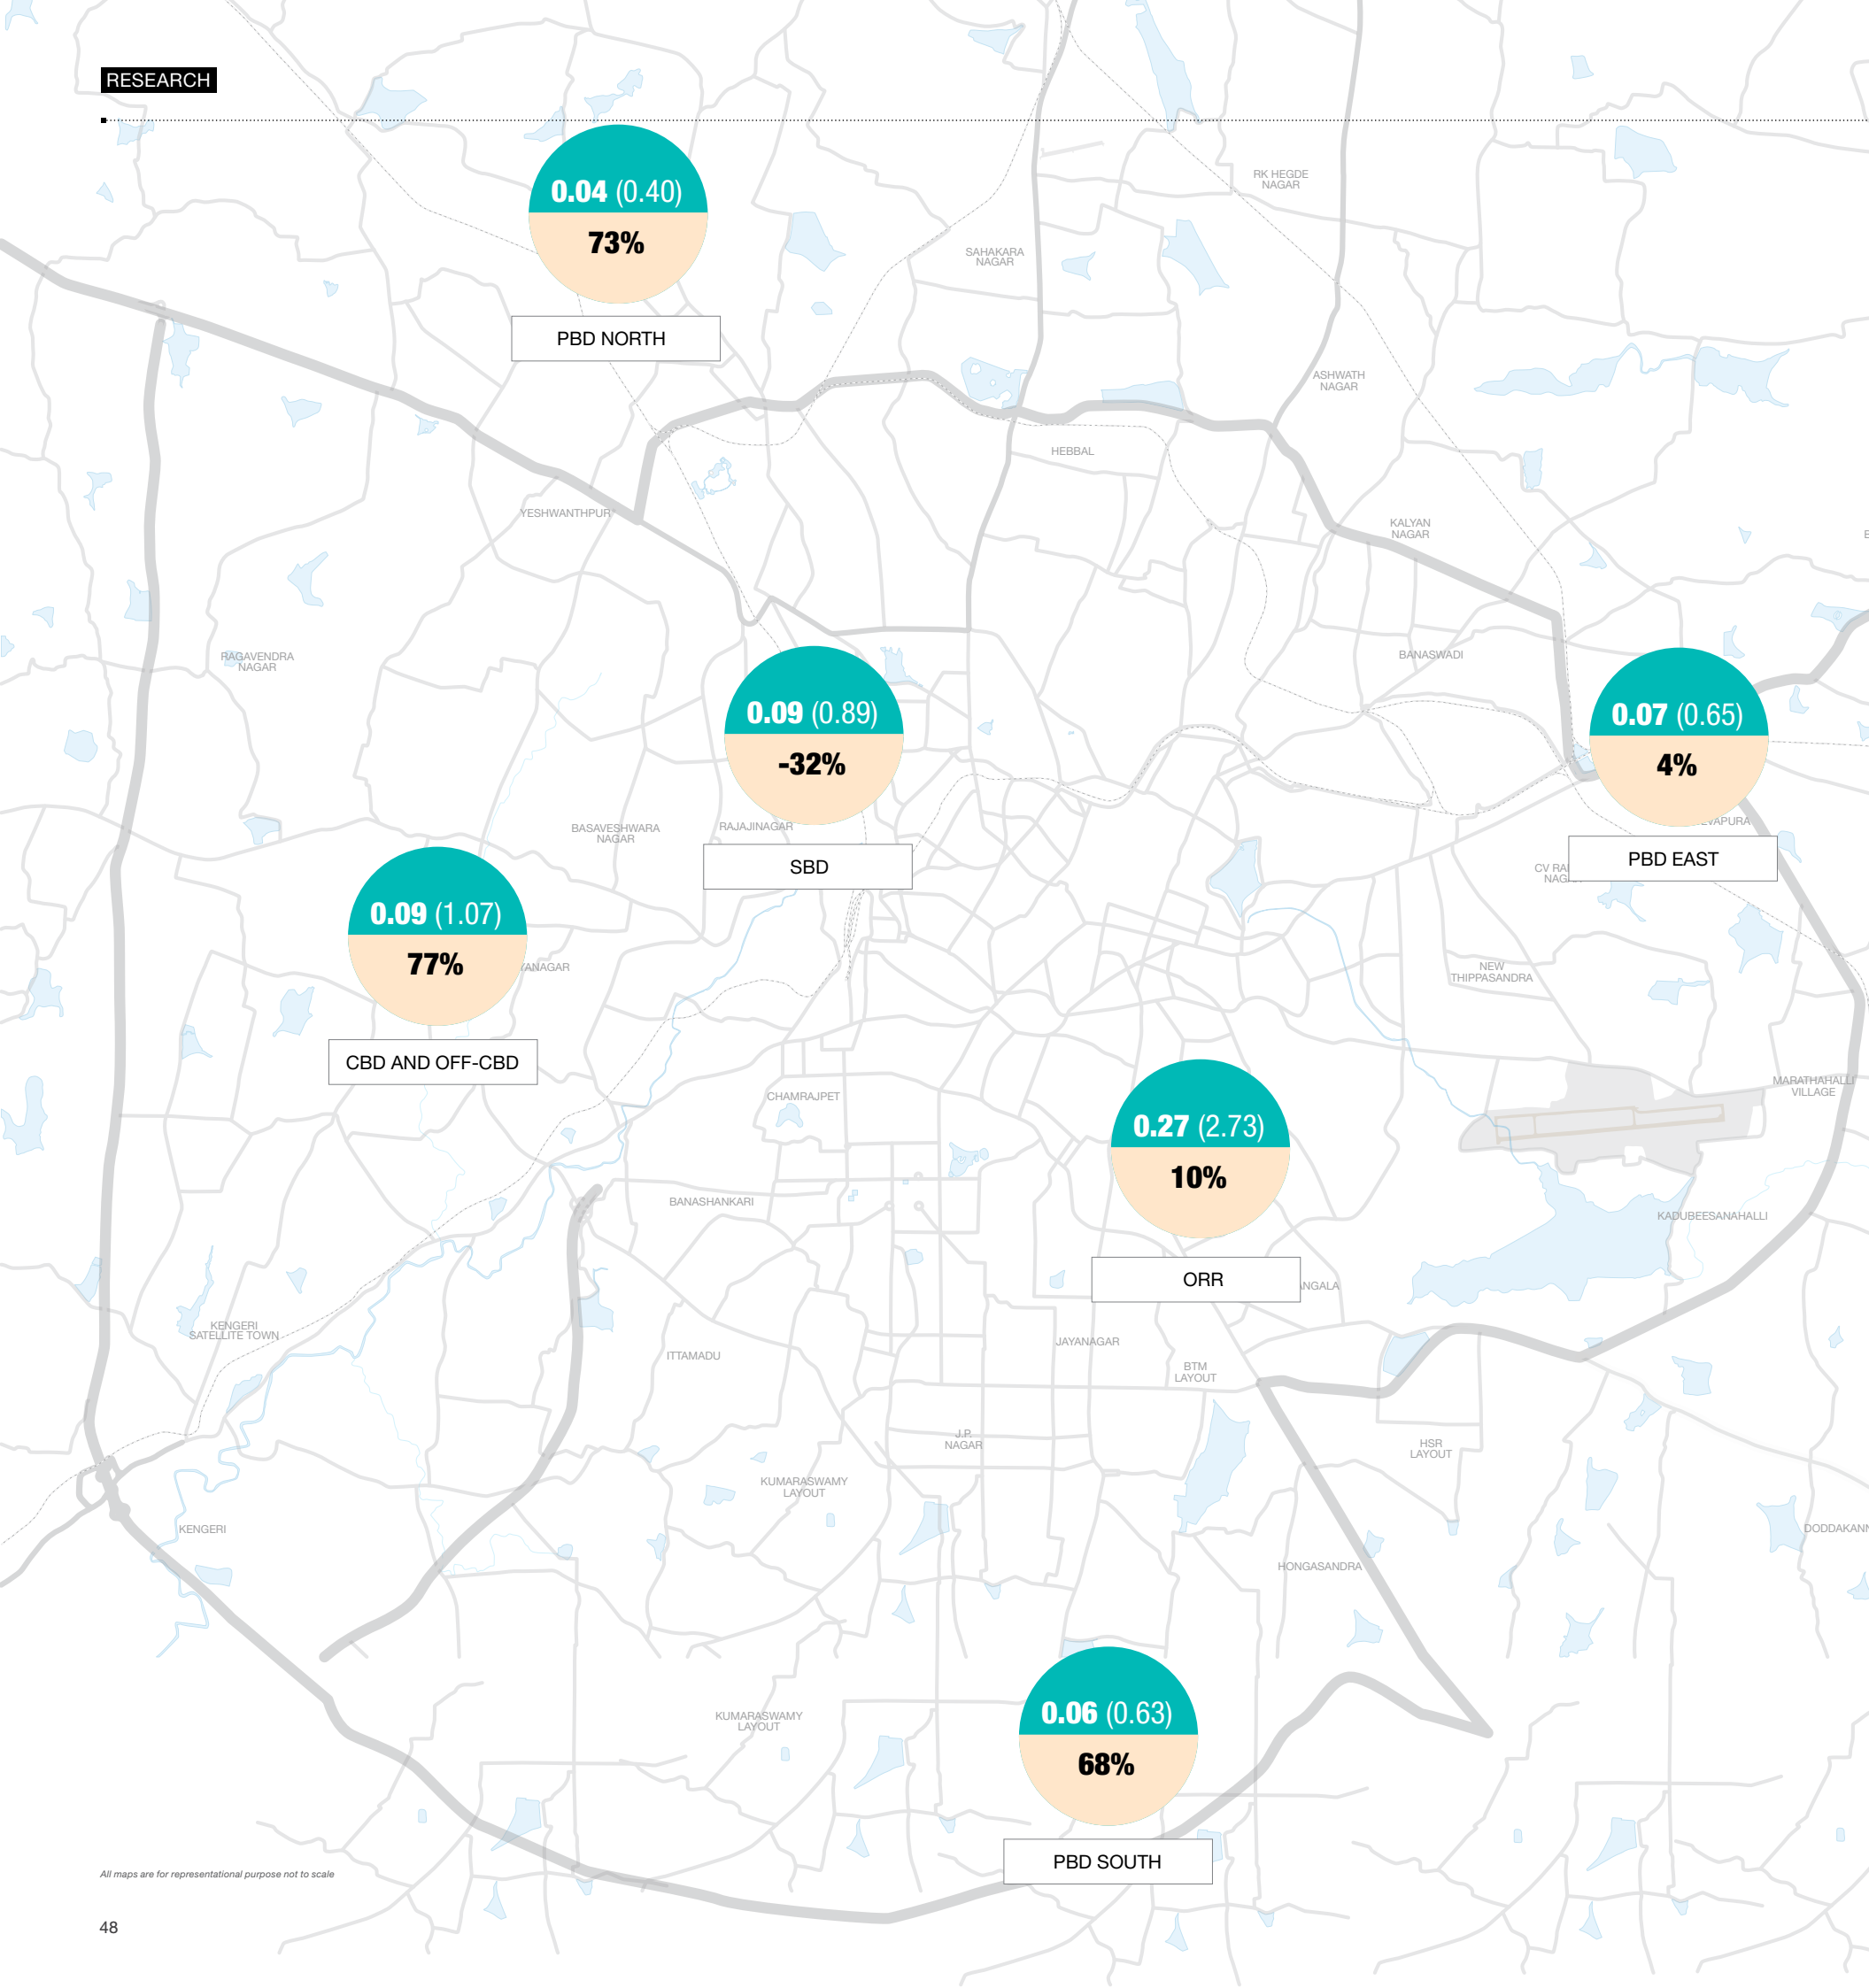 RESEARCH
0.04 (0.40)
73%
PBD NORTH
RK HEGDE
NAGAR
SAHAKARA
NAGAR
ASHWATH
NAGAR
HEBBAL
YESHWANTHPUR
KALYAN
NAGAR
RAGAVENDRA
NAGAR
BANASWADI
0.09 (0.89)
-32%
SBD
0.07 (0.65)
4%
PBD EAST
BASAVESHWARA
NAGAR
RAJAJINAGAR
0.09 (1.07)
77%
CBD AND OFF-CBD
NEW
THIPPASANDRA
CHAMRAJPET
MARATHAHALLI
VILLAGE
0.27 (2.73)
10%
ORR
BANASHANKARI
KADUBEESANAHALLI
KENGERI
SATELLITE TOWN
ITTAMADU
JAYANAGAR
BTM
LAYOUT
J.P.
NAGAR
HSR
LAYOUT
KUMARASWAMY
LAYOUT
KENGERI
HONGASANDRA
KUMARASWAMY
LAYOUT
0.06 (0.63)
68%
PBD SOUTH
All maps are for representational purpose not to scale
48